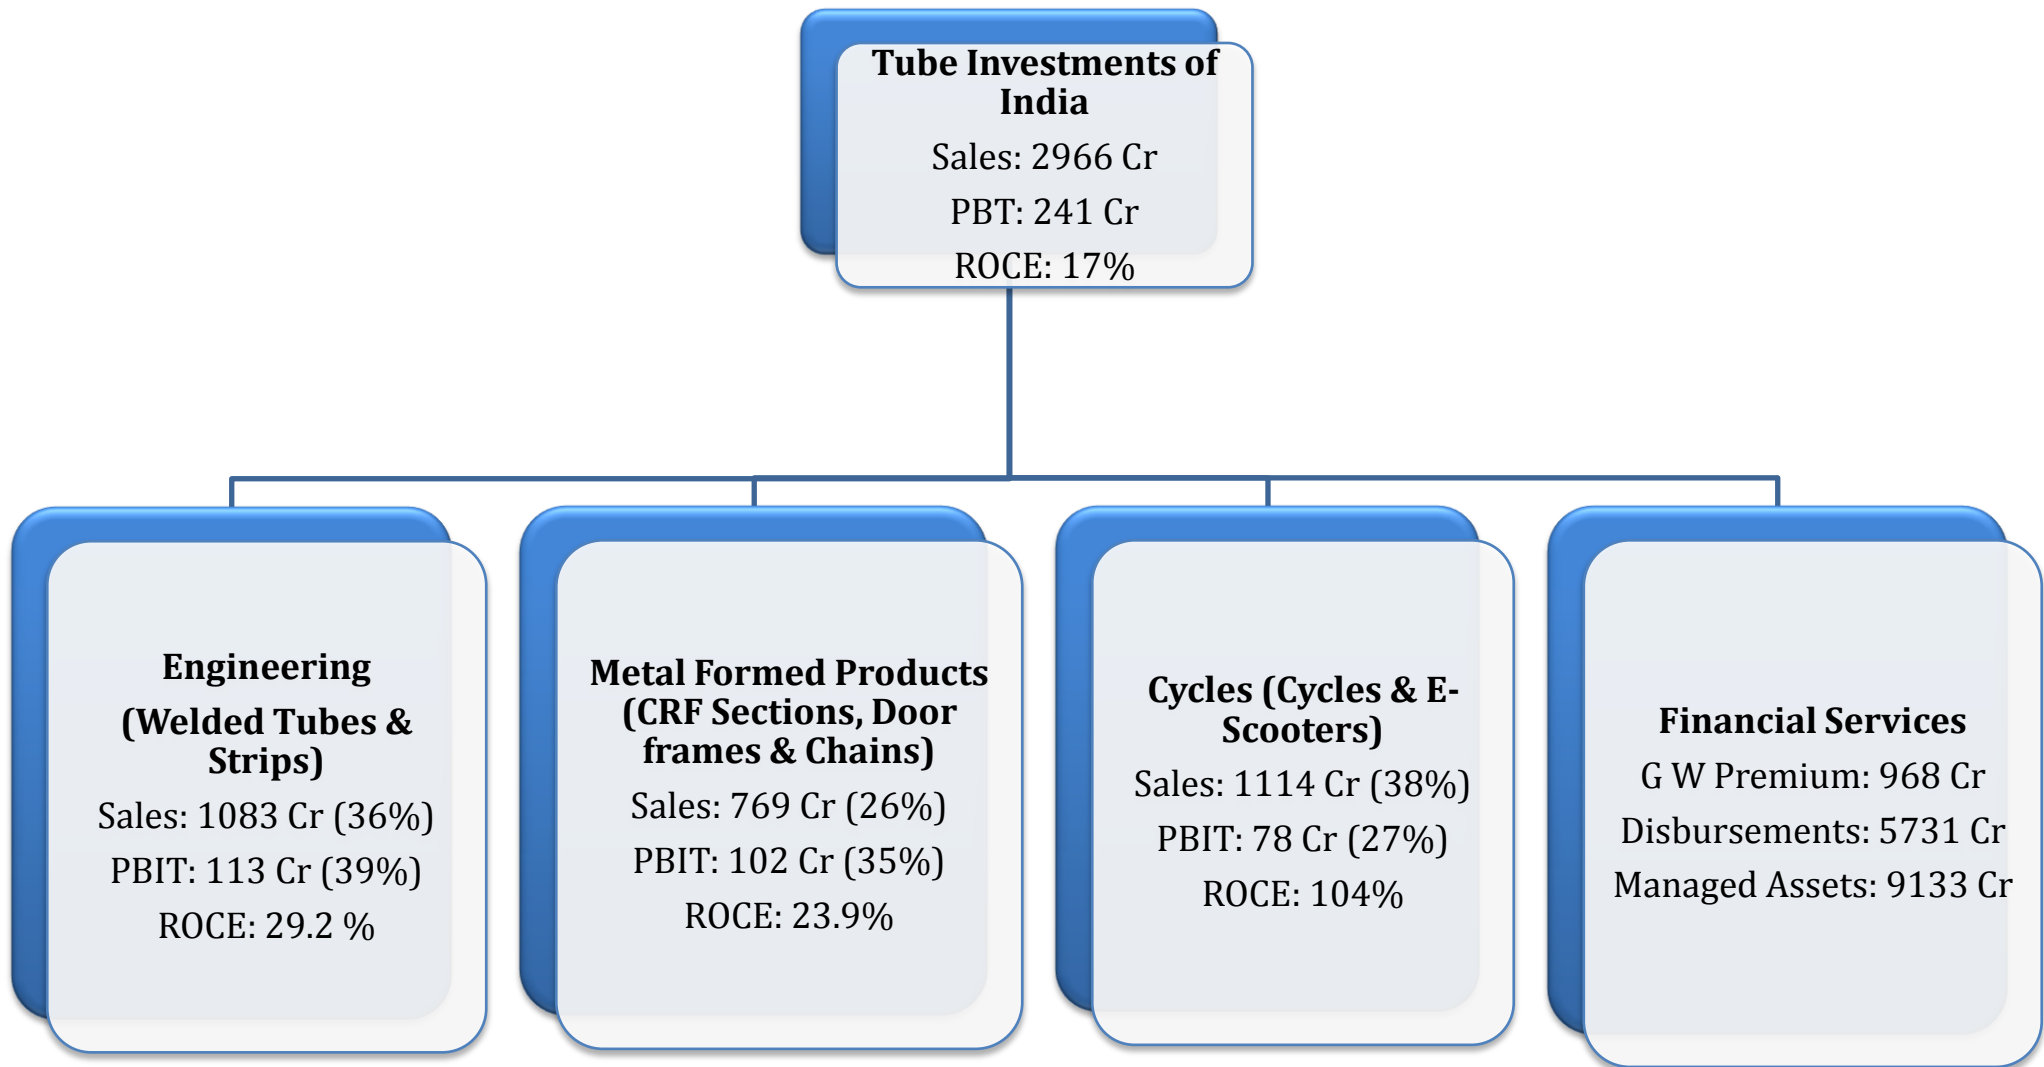 Tube Investments of
India
Sales: 2966 Cr
PBT: 241 Cr
ROCE: 17%
Engineering
(Welded Tubes &
Strips)
Sales: 1083 Cr (36%)
PBIT: 113 Cr (39%)
ROCE: 29.2 %
Metal Formed Products
(CRF Sections, Door
frames & Chains)
Sales: 769 Cr (26%)
PBIT: 102 Cr (35%)
ROCE: 23.9%
Cycles (Cycles & E-
Scooters)
Sales: 1114 Cr (38%)
PBIT: 78 Cr (27%)
ROCE: 104%
Financial Services
G W Premium: 968 Cr
Disbursements: 5731 Cr
Managed Assets: 9133 Cr